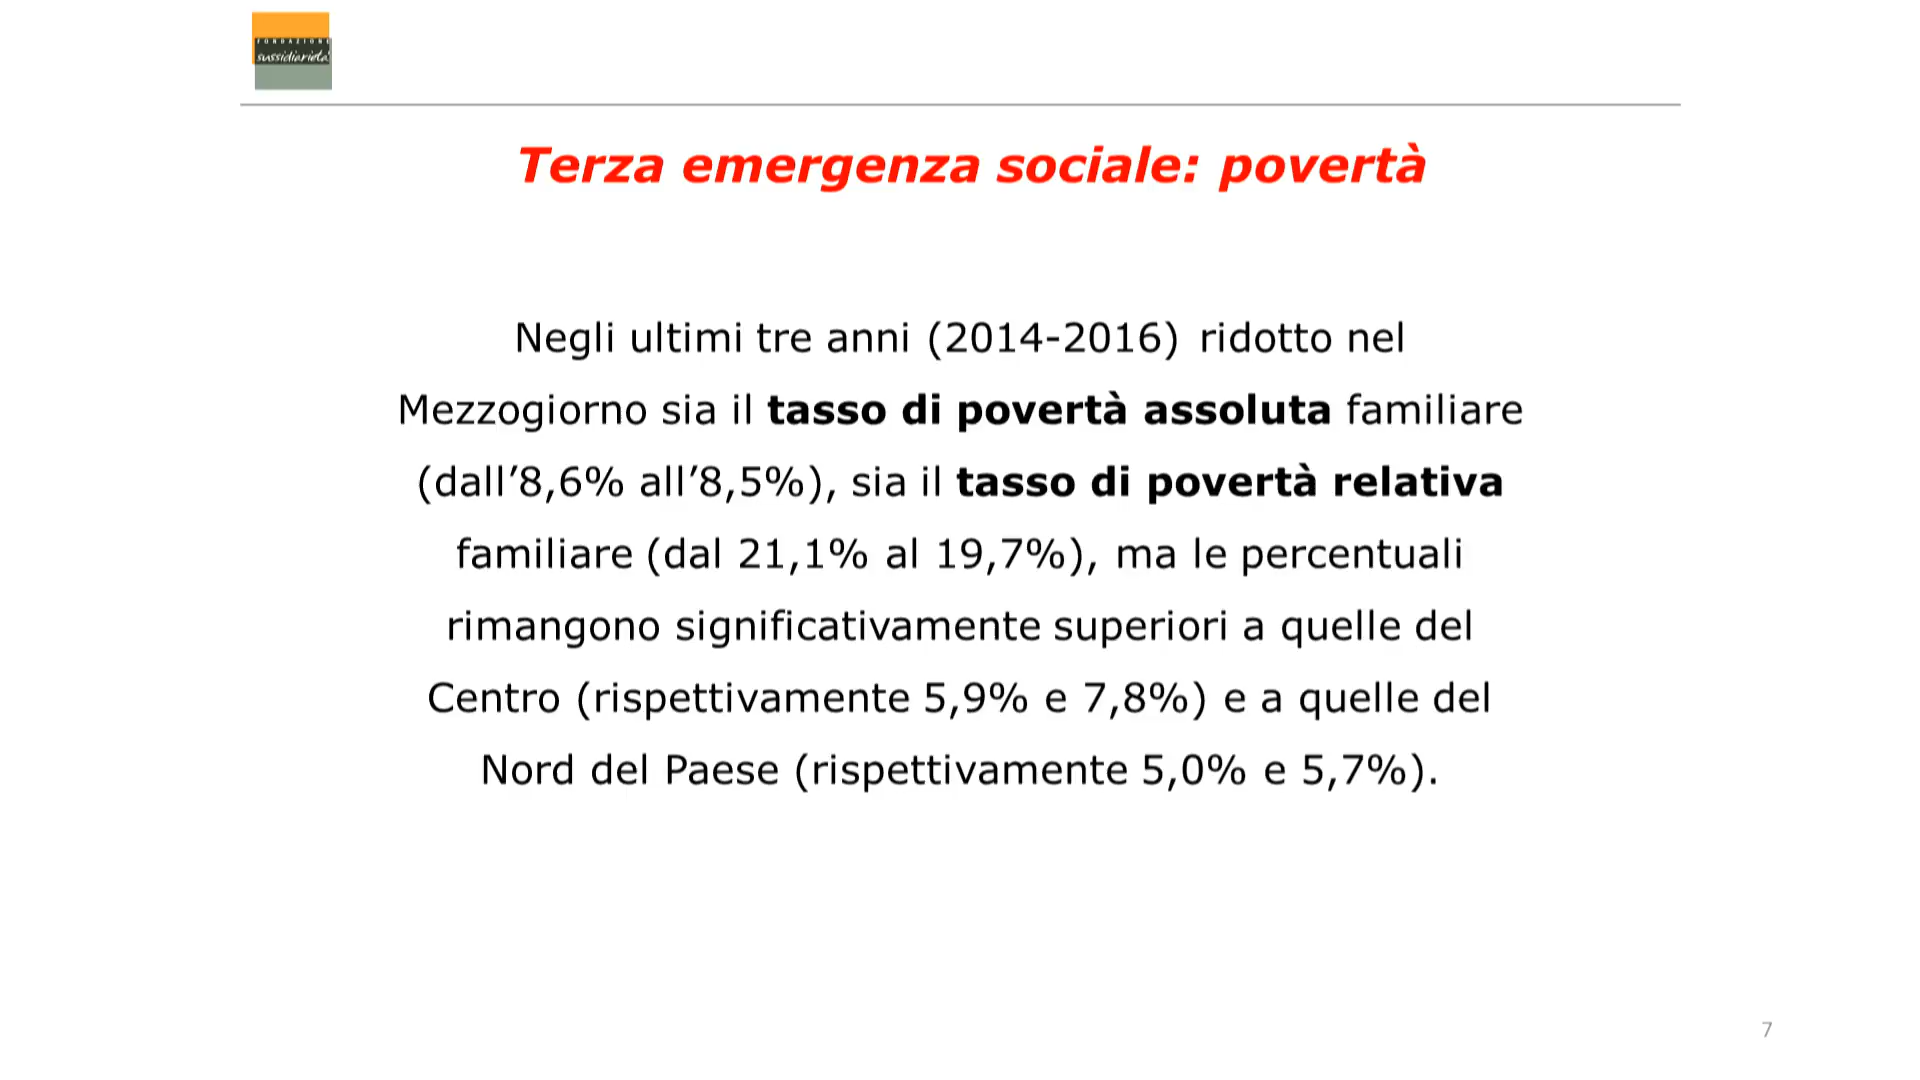 FONDAZIONE
sussidiarietà
Terza emergenza sociale: povertà
Negli ultimi tre anni (2014-2016) ridotto nel
Mezzogiorno sia il tasso di povertà assoluta familiare
(dall’8,6% all’8,5%), sia il tasso di povertà relativa
familiare (dal 21,1% al 19,7%), ma le percentuali
rimangono significativamente superiori a quelle del
Centro (rispettivamente 5,9% e 7,8%) e a quelle del
Nord del Paese (rispettivamente 5,0% e 5,7%).
7